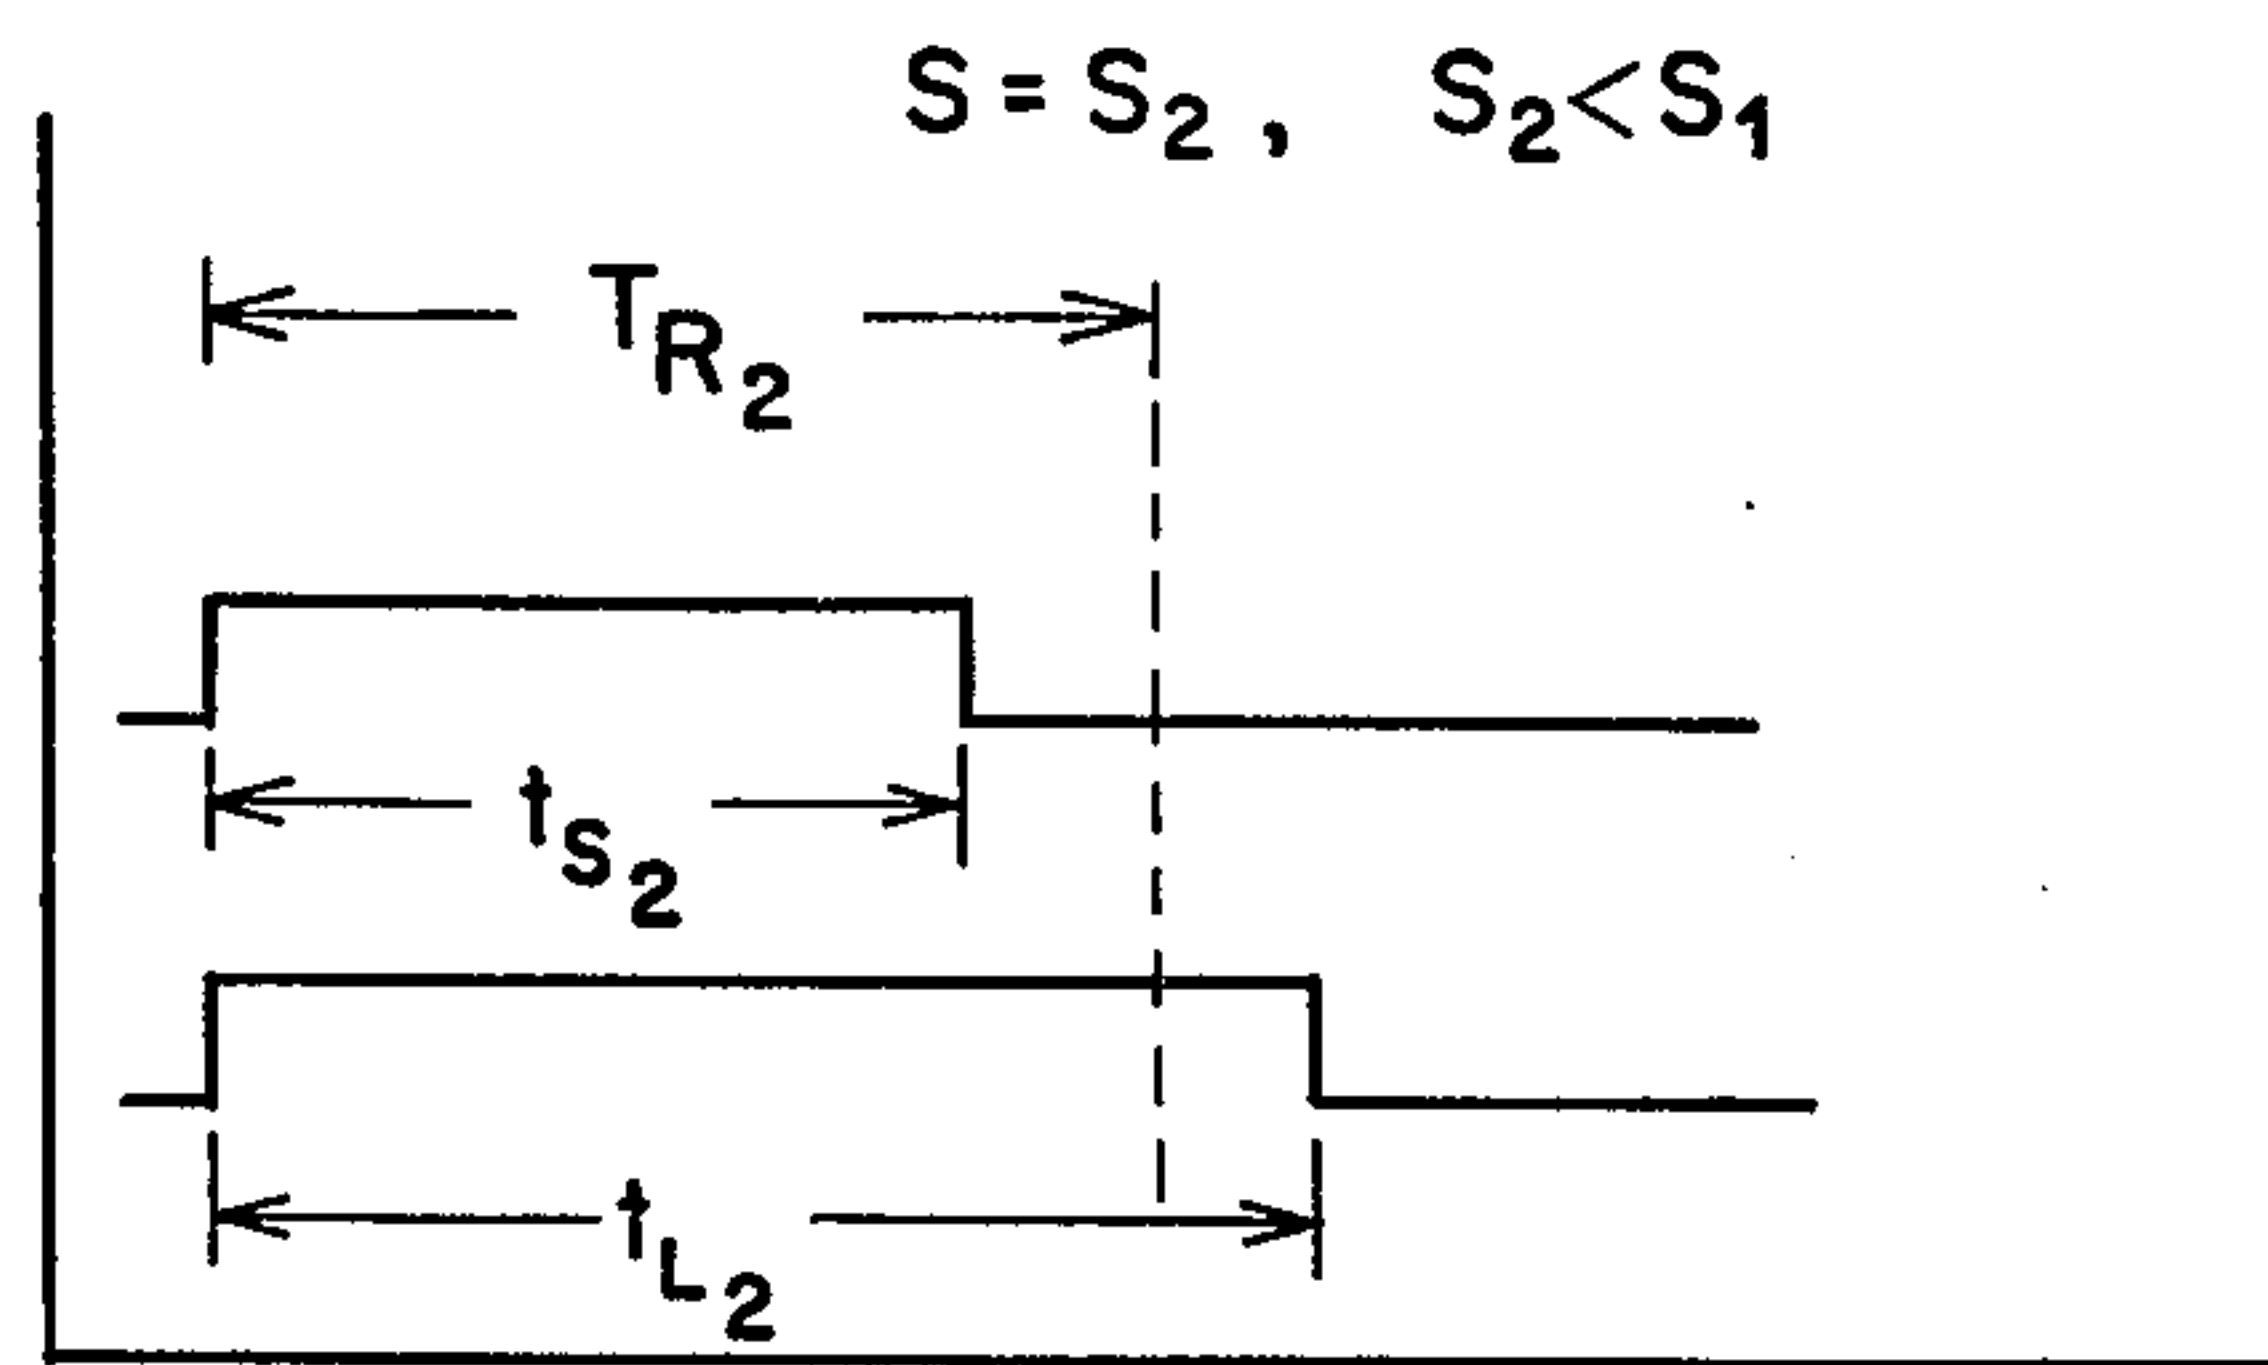 S = S₂ , S₂ < S₁
T_R₂
t_S₂
t_L₂